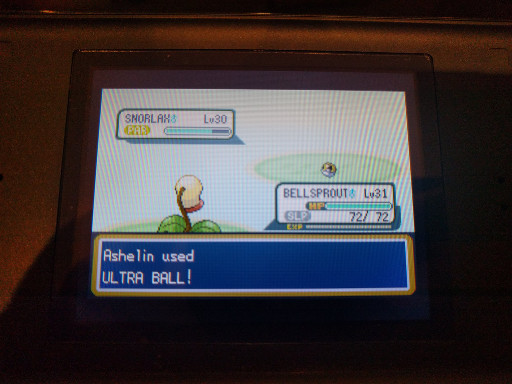 SNORLAX♂ Lv30
PAR
BELLSPROUT♂ Lv31
HP
SLP 72/ 72
EXP
Ashelin used
ULTRA BALL!